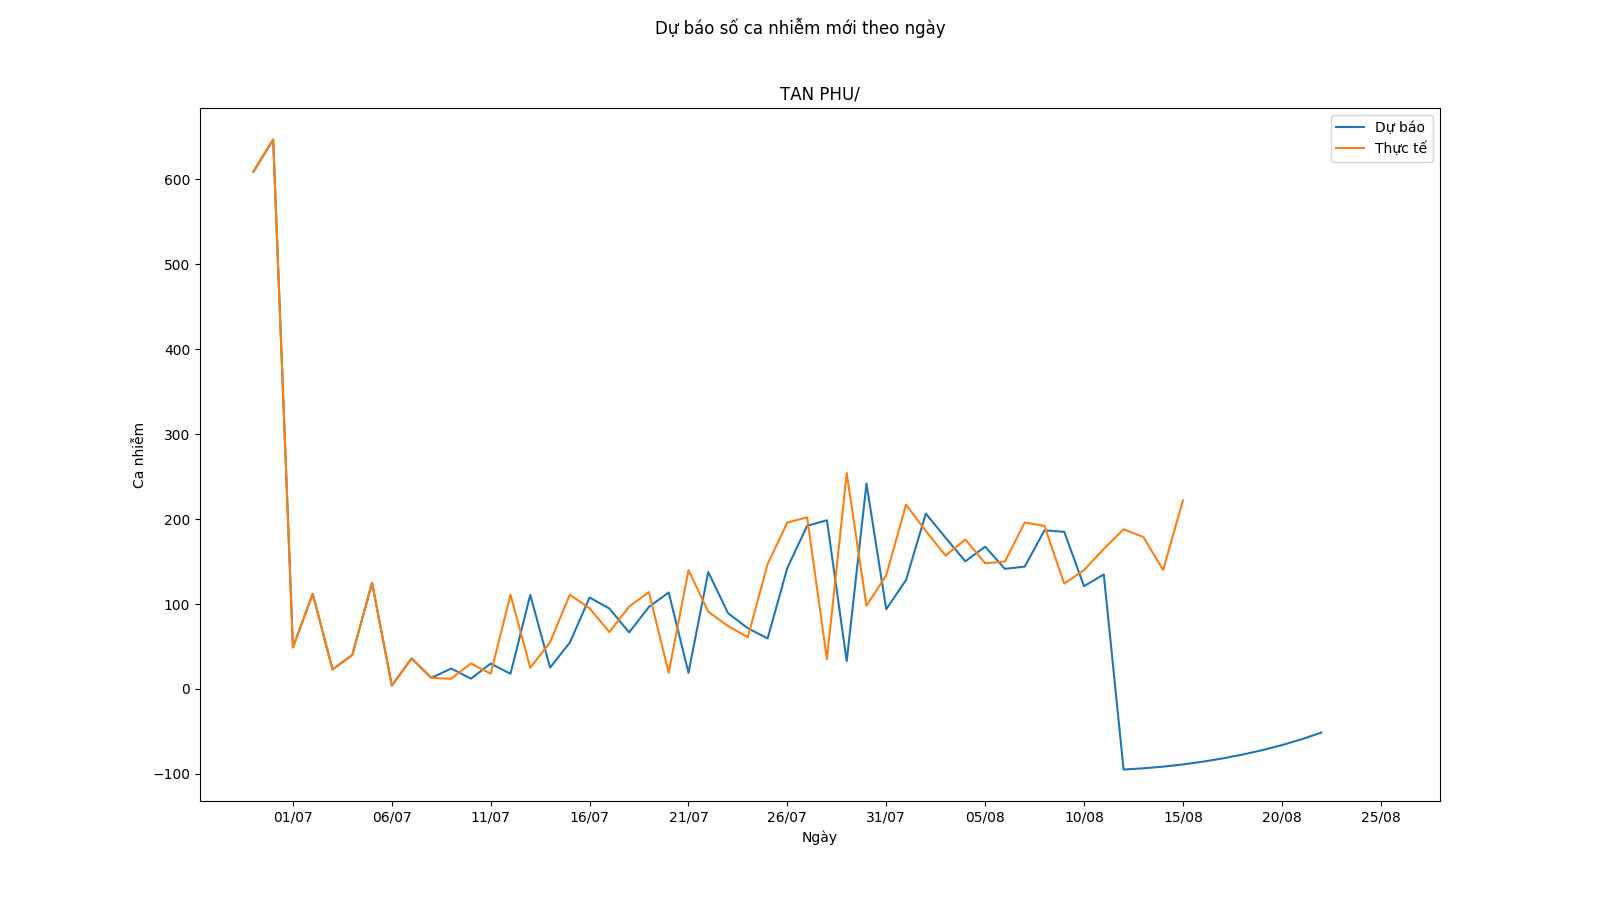 Dự báo số ca nhiễm mới theo ngày
TAN PHU/
Dự báo
Thực tế
600
500
400
300
200
100
0
−100
Ca nhiễm
01/07 06/07 11/07 16/07 21/07 26/07 31/07 05/08 10/08 15/08 20/08 25/08
Ngày